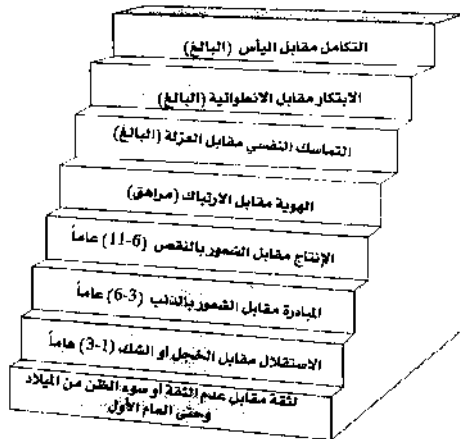 التكامل مقابل اليأس (البالغ)
الابتكار مقابل الانطوائية (البالغ)
التماسك النفسي مقابل العزلة (البالغ)
الهوية مقابل الارتباك (مراهق)
الإنتاج مقابل الشعور بالنقص (6-11) عاماً
المبادرة مقابل الشعور بالذنب (3-6) عاماً
الاستقلال مقابل الخجل أو الشك (1-3) عاماً
لثقة مقابل عدم الثقة أو سوء الظن من الميلاد
وحتى العام الأول